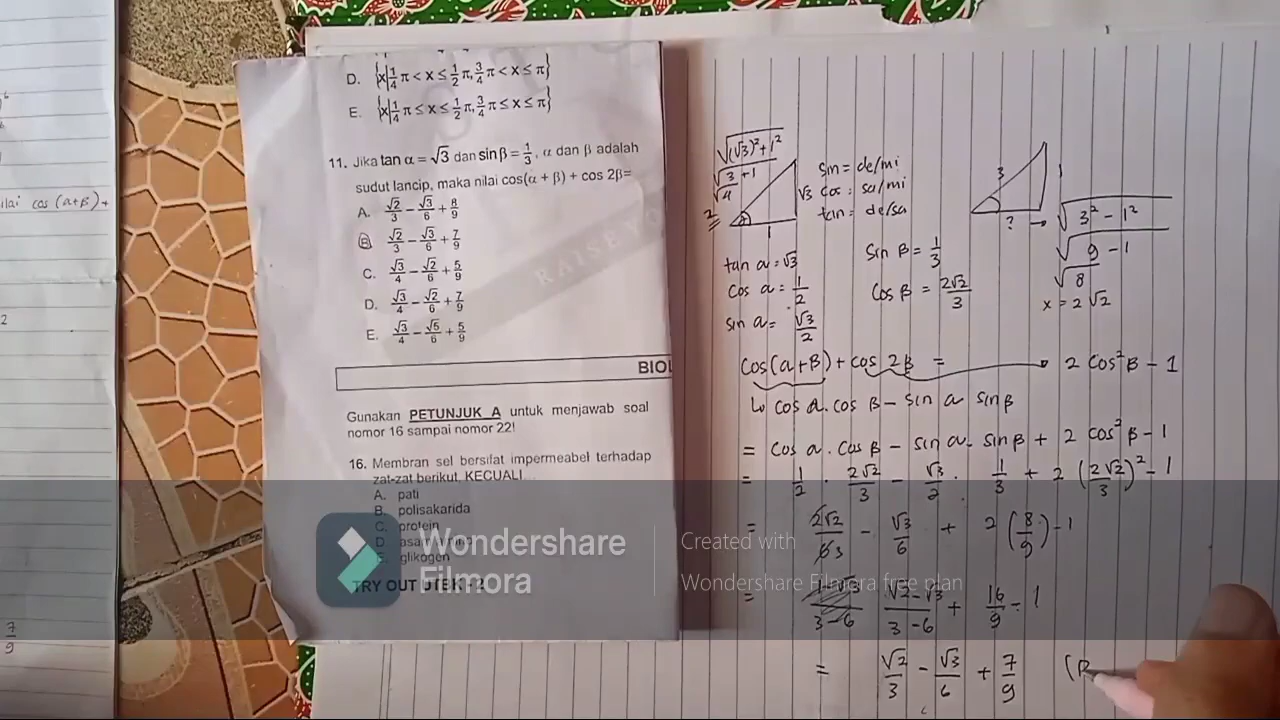 D. {x|1/4 π < x ≤ 1/2 π, 3/4 π < x ≤ π}
E. {x|1/4 π ≤ x ≤ 1/2 π, 3/4 π ≤ x ≤ π}
11. Jika tan α = √3 dan sin β = 1/3, α dan β adalah
sudut lancip, maka nilai cos(α + β) + cos 2β=
A. √2/3 − √3/6 + 8/9
B. √2/3 − √3/6 + 7/9
C. √3/4 − √2/6 + 5/9
D. √3/4 − √2/6 + 7/9
E. √3/4 − √5/6 + 5/9
BIOL
Gunakan PETUNJUK A untuk menjawab soal
nomor 16 sampai nomor 22!
16. Membran sel bersifat impermeabel terhadap
zat-zat berikut, KECUALI...
A. pati
B. polisakarida
C. protein
D.
E. glikogen
TRY OUT
RAISE YO
ilai cos (a+β) +
2
7/9
√((√3)² + 1²)
√(3 + 1)
√4
2
√3
1
sin = de/mi
cos = sa/mi
tan = de/sa
3
1
?
√(3² − 1²)
√(9 − 1)
√8
x = 2√2
tan a = √3
cos a = 1/2
sin a = √3/2
sin β = 1/3
cos β = 2√2/3
cos(a+β) + cos 2β = 2 cos² β − 1
↳ cos a. cos β − sin a sin β
= cos a . cos β − sin a. sin β + 2 cos² β − 1
= 1/2 . 2√2/3 − √3/2 . 1/3 + 2 (2√2/3)² − 1
= 2√2/6 3 − √3/6 + 2 (8/9) − 1
= √2 − √3/3 − 6 + 16/9 − 1
= √2/3 − √3/6 + 7/9 (B
Wondershare
Filmora
Created with
Wondershare Filmora free plan